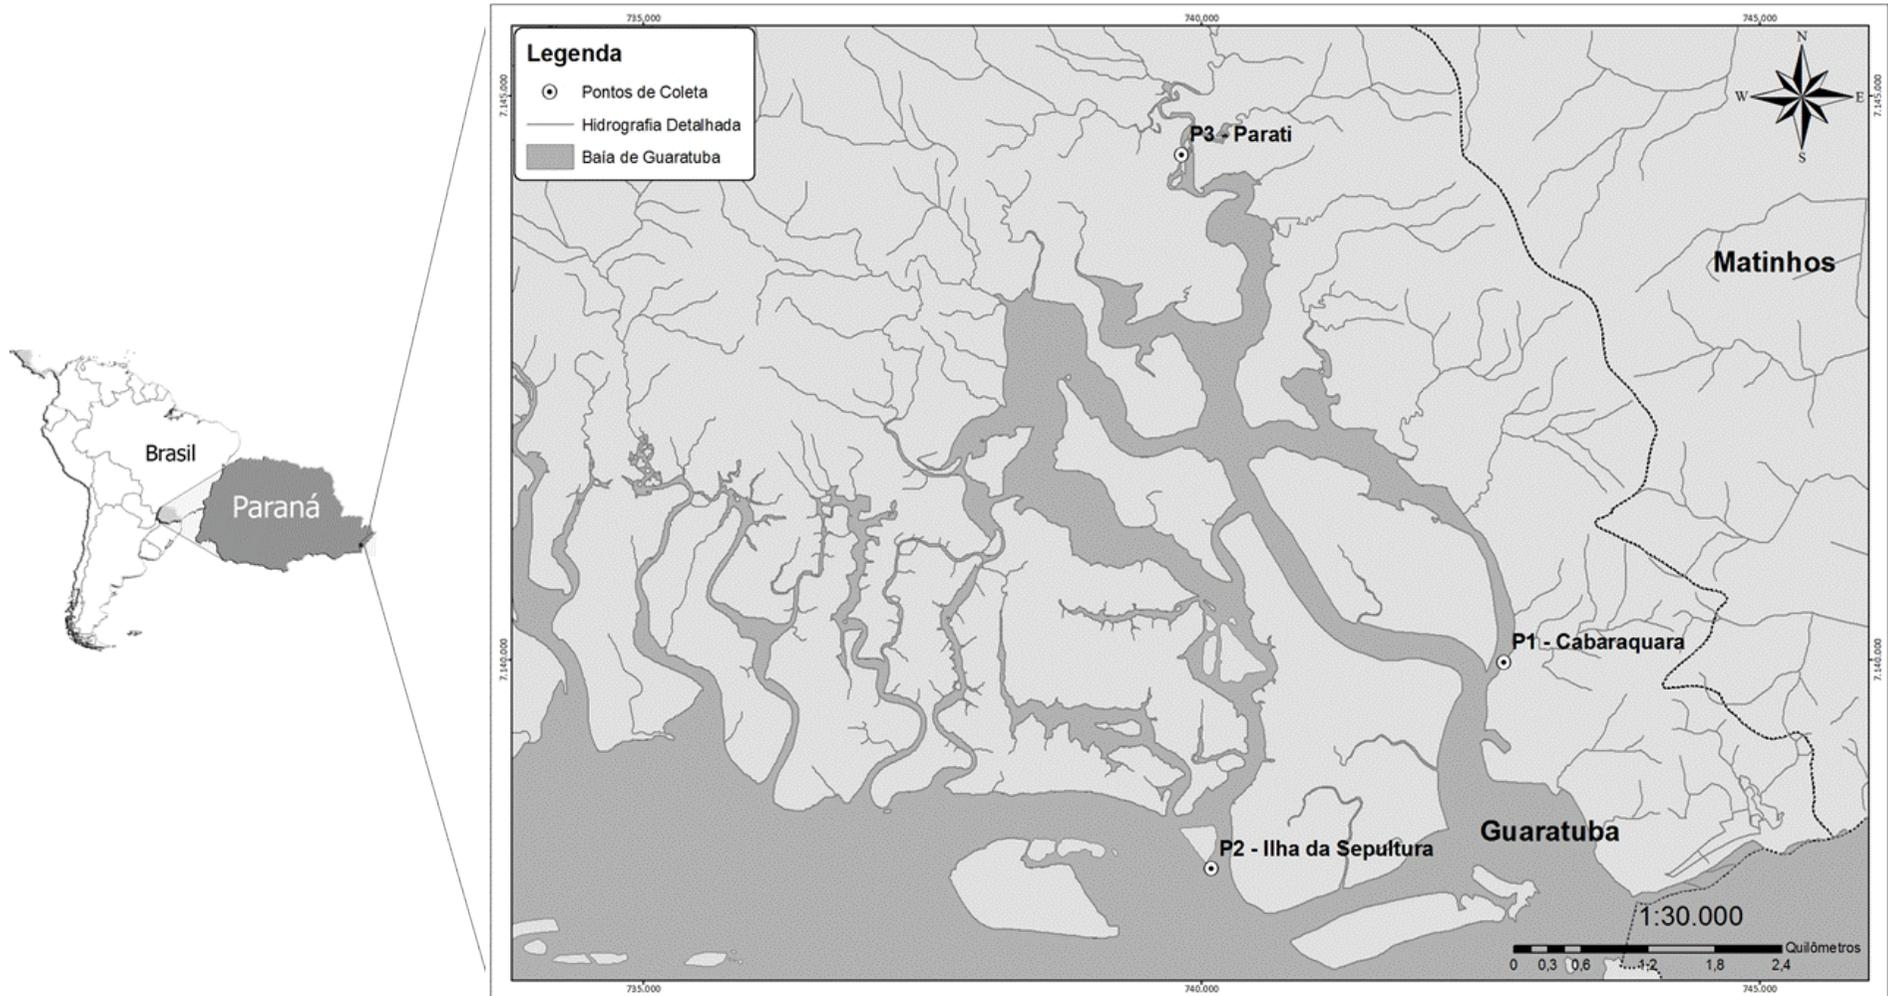 735.000 740.000 745.000
Legenda
Pontos de Coleta
Hidrografia Detalhada
Baía de Guaratuba
N
W E
S
7.145.000 7.145.000
P3 - Parati
Matinhos
Brasil
Paraná
P1 - Cabaraquara
7.140.000 7.140.000
Guaratuba
P2 - Ilha da Sepultura
1:30.000
Quilômetros
0 0,3 0,6 1,2 1,8 2,4
735.000 740.000 745.000